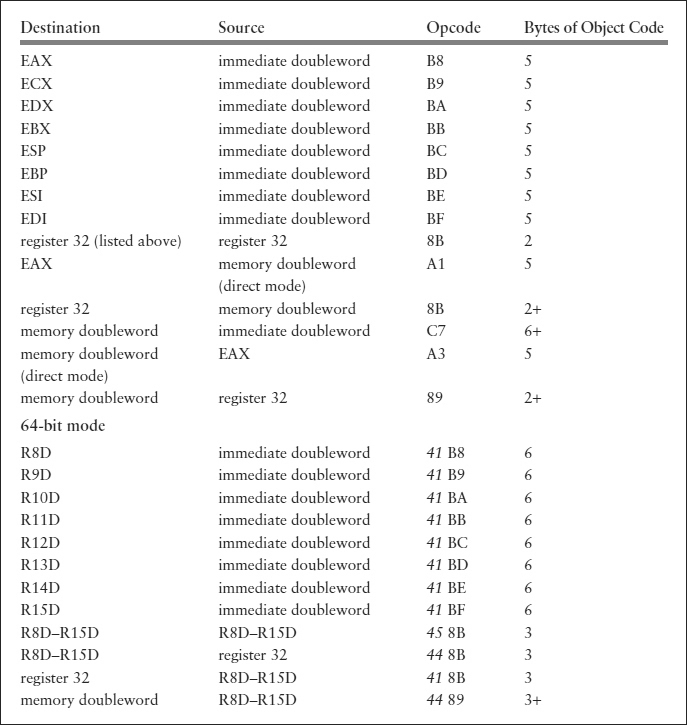 Destination Source Opcode Bytes of Object Code
EAX immediate doubleword B8 5
ECX immediate doubleword B9 5
EDX immediate doubleword BA 5
EBX immediate doubleword BB 5
ESP immediate doubleword BC 5
EBP immediate doubleword BD 5
ESI immediate doubleword BE 5
EDI immediate doubleword BF 5
register 32 (listed above) register 32 8B 2
EAX memory doubleword A1 5
(direct mode)
register 32 memory doubleword 8B 2+
memory doubleword immediate doubleword C7 6+
memory doubleword EAX A3 5
(direct mode)
memory doubleword register 32 89 2+
64-bit mode
R8D immediate doubleword 41 B8 6
R9D immediate doubleword 41 B9 6
R10D immediate doubleword 41 BA 6
R11D immediate doubleword 41 BB 6
R12D immediate doubleword 41 BC 6
R13D immediate doubleword 41 BD 6
R14D immediate doubleword 41 BE 6
R15D immediate doubleword 41 BF 6
R8D–R15D R8D–R15D 45 8B 3
R8D–R15D register 32 44 8B 3
register 32 R8D–R15D 41 8B 3
memory doubleword R8D–R15D 44 89 3+